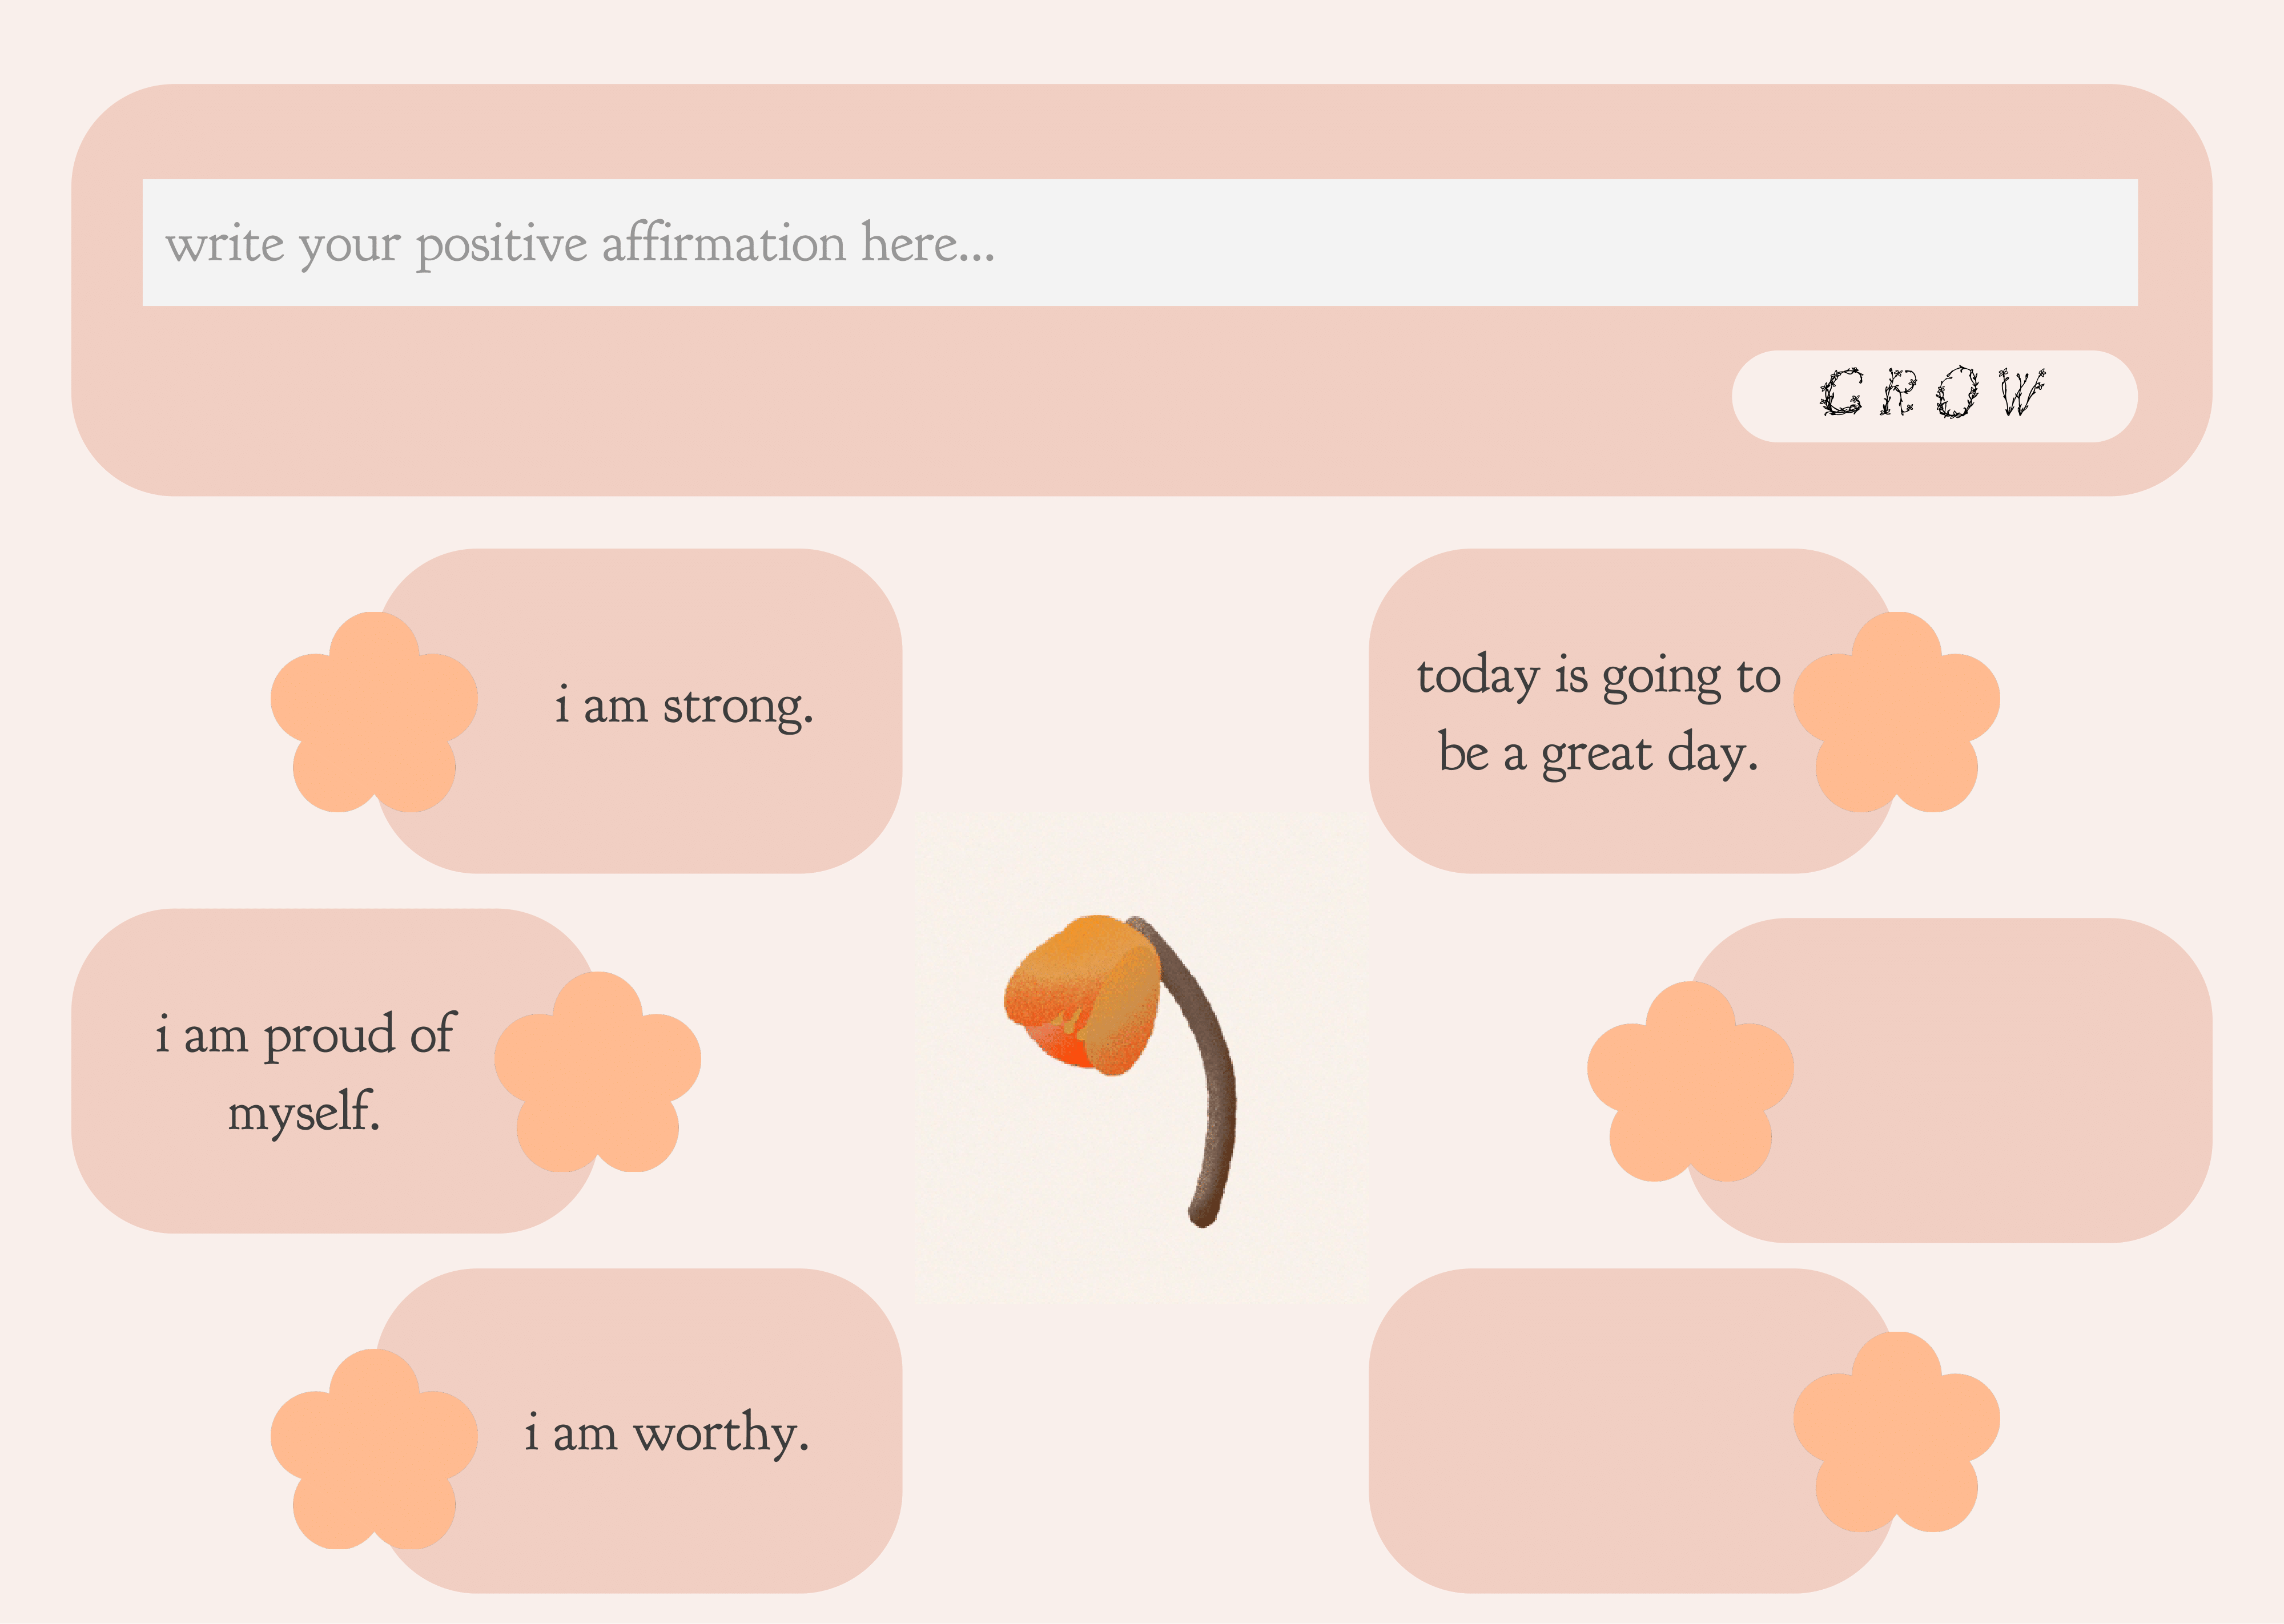 write your positive affirmation here...
GROW
i am strong.
today is going to
be a great day.
i am proud of
myself.
i am worthy.